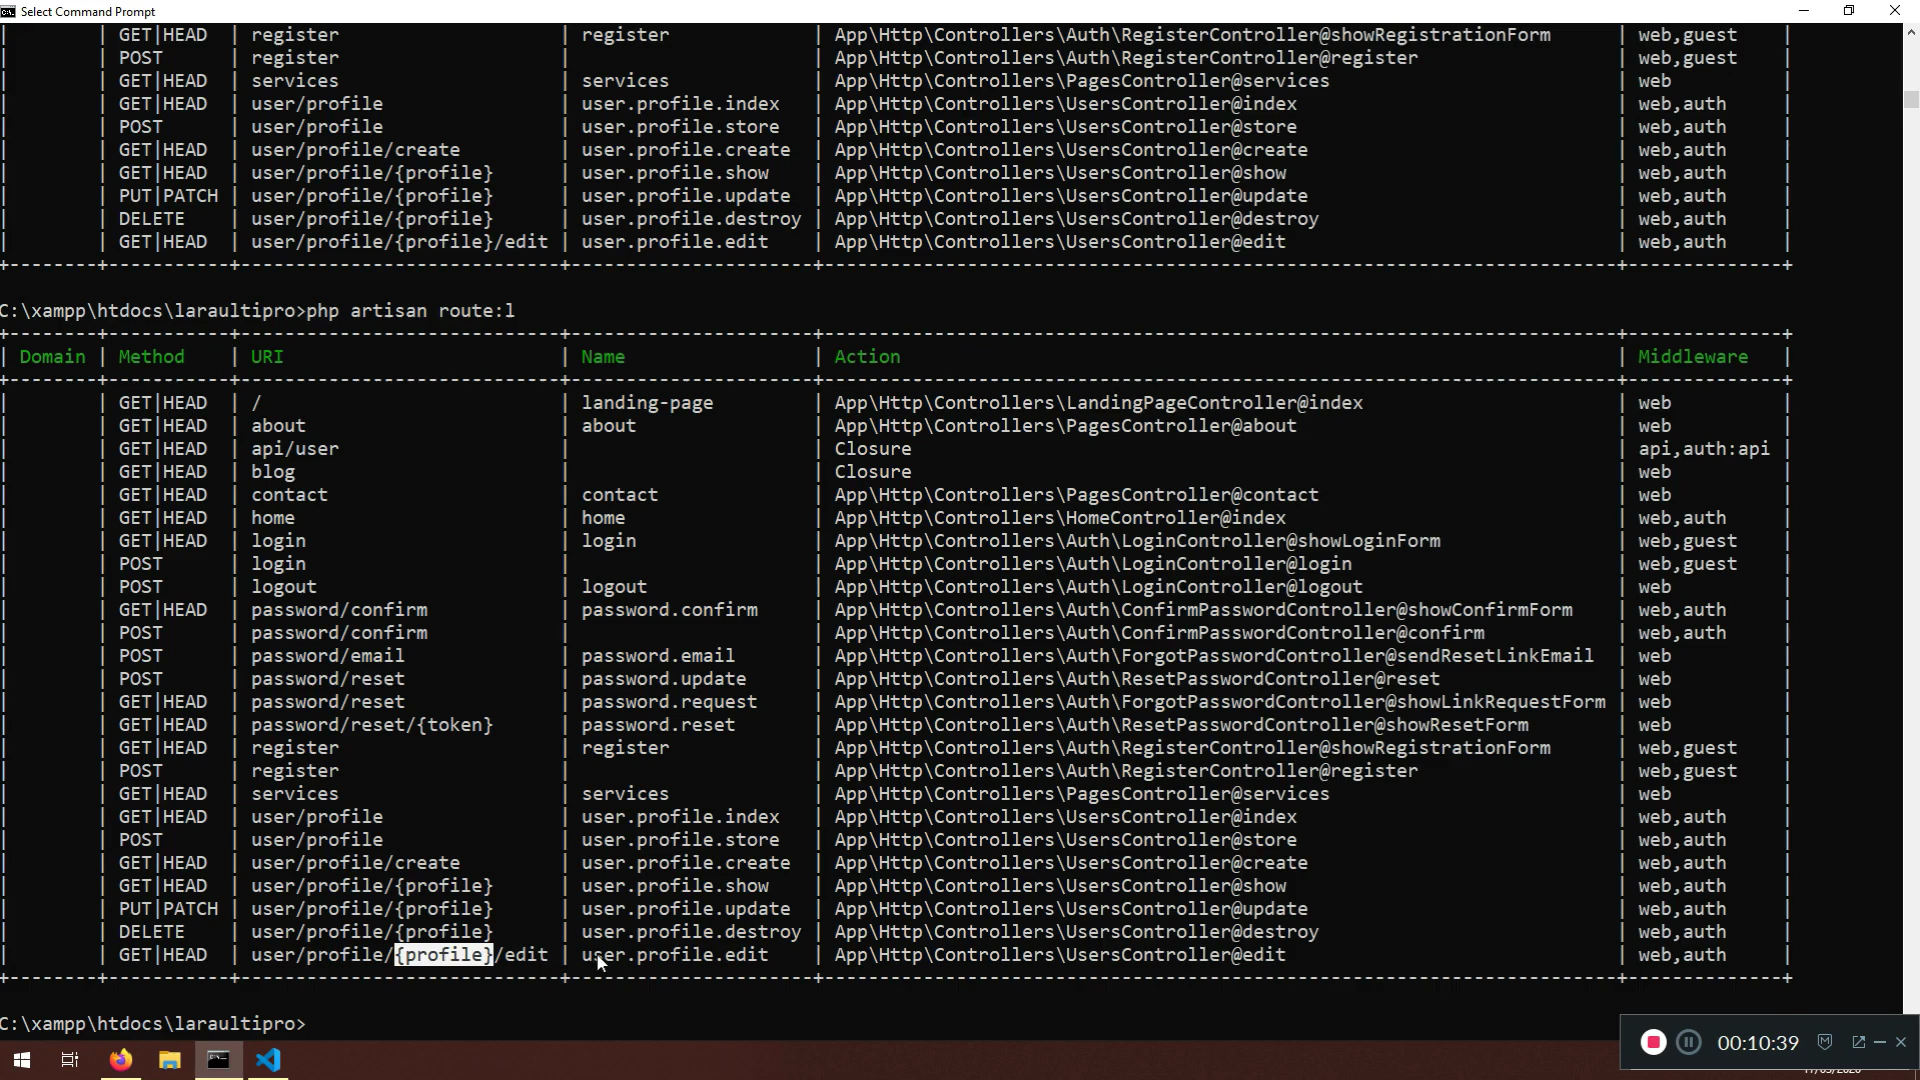 Select Command Prompt
| | GET|HEAD | register | register | App\Http\Controllers\Auth\RegisterController@showRegistrationForm | web,guest |
| | POST | register | | App\Http\Controllers\Auth\RegisterController@register | web,guest |
| | GET|HEAD | services | services | App\Http\Controllers\PagesController@services | web |
| | GET|HEAD | user/profile | user.profile.index | App\Http\Controllers\UsersController@index | web,auth |
| | POST | user/profile | user.profile.store | App\Http\Controllers\UsersController@store | web,auth |
| | GET|HEAD | user/profile/create | user.profile.create | App\Http\Controllers\UsersController@create | web,auth |
| | GET|HEAD | user/profile/{profile} | user.profile.show | App\Http\Controllers\UsersController@show | web,auth |
| | PUT|PATCH | user/profile/{profile} | user.profile.update | App\Http\Controllers\UsersController@update | web,auth |
| | DELETE | user/profile/{profile} | user.profile.destroy | App\Http\Controllers\UsersController@destroy | web,auth |
| | GET|HEAD | user/profile/{profile}/edit | user.profile.edit | App\Http\Controllers\UsersController@edit | web,auth |
C:\xampp\htdocs\laraultipro>php artisan route:l
| Domain | Method | URI | Name | Action | Middleware |
| | GET|HEAD | / | landing-page | App\Http\Controllers\LandingPageController@index | web |
| | GET|HEAD | about | about | App\Http\Controllers\PagesController@about | web |
| | GET|HEAD | api/user | | Closure | api,auth:api |
| | GET|HEAD | blog | | Closure | web |
| | GET|HEAD | contact | contact | App\Http\Controllers\PagesController@contact | web |
| | GET|HEAD | home | home | App\Http\Controllers\HomeController@index | web,auth |
| | GET|HEAD | login | login | App\Http\Controllers\Auth\LoginController@showLoginForm | web,guest |
| | POST | login | | App\Http\Controllers\Auth\LoginController@login | web,guest |
| | POST | logout | logout | App\Http\Controllers\Auth\LoginController@logout | web |
| | GET|HEAD | password/confirm | password.confirm | App\Http\Controllers\Auth\ConfirmPasswordController@showConfirmForm | web,auth |
| | POST | password/confirm | | App\Http\Controllers\Auth\ConfirmPasswordController@confirm | web,auth |
| | POST | password/email | password.email | App\Http\Controllers\Auth\ForgotPasswordController@sendResetLinkEmail | web |
| | POST | password/reset | password.update | App\Http\Controllers\Auth\ResetPasswordController@reset | web |
| | GET|HEAD | password/reset | password.request | App\Http\Controllers\Auth\ForgotPasswordController@showLinkRequestForm | web |
| | GET|HEAD | password/reset/{token} | password.reset | App\Http\Controllers\Auth\ResetPasswordController@showResetForm | web |
| | GET|HEAD | register | register | App\Http\Controllers\Auth\RegisterController@showRegistrationForm | web,guest |
| | POST | register | | App\Http\Controllers\Auth\RegisterController@register | web,guest |
| | GET|HEAD | services | services | App\Http\Controllers\PagesController@services | web |
| | GET|HEAD | user/profile | user.profile.index | App\Http\Controllers\UsersController@index | web,auth |
| | POST | user/profile | user.profile.store | App\Http\Controllers\UsersController@store | web,auth |
| | GET|HEAD | user/profile/create | user.profile.create | App\Http\Controllers\UsersController@create | web,auth |
| | GET|HEAD | user/profile/{profile} | user.profile.show | App\Http\Controllers\UsersController@show | web,auth |
| | PUT|PATCH | user/profile/{profile} | user.profile.update | App\Http\Controllers\UsersController@update | web,auth |
| | DELETE | user/profile/{profile} | user.profile.destroy | App\Http\Controllers\UsersController@destroy | web,auth |
| | GET|HEAD | user/profile/{profile}/edit | user.profile.edit | App\Http\Controllers\UsersController@edit | web,auth |
C:\xampp\htdocs\laraultipro>
00:10:39